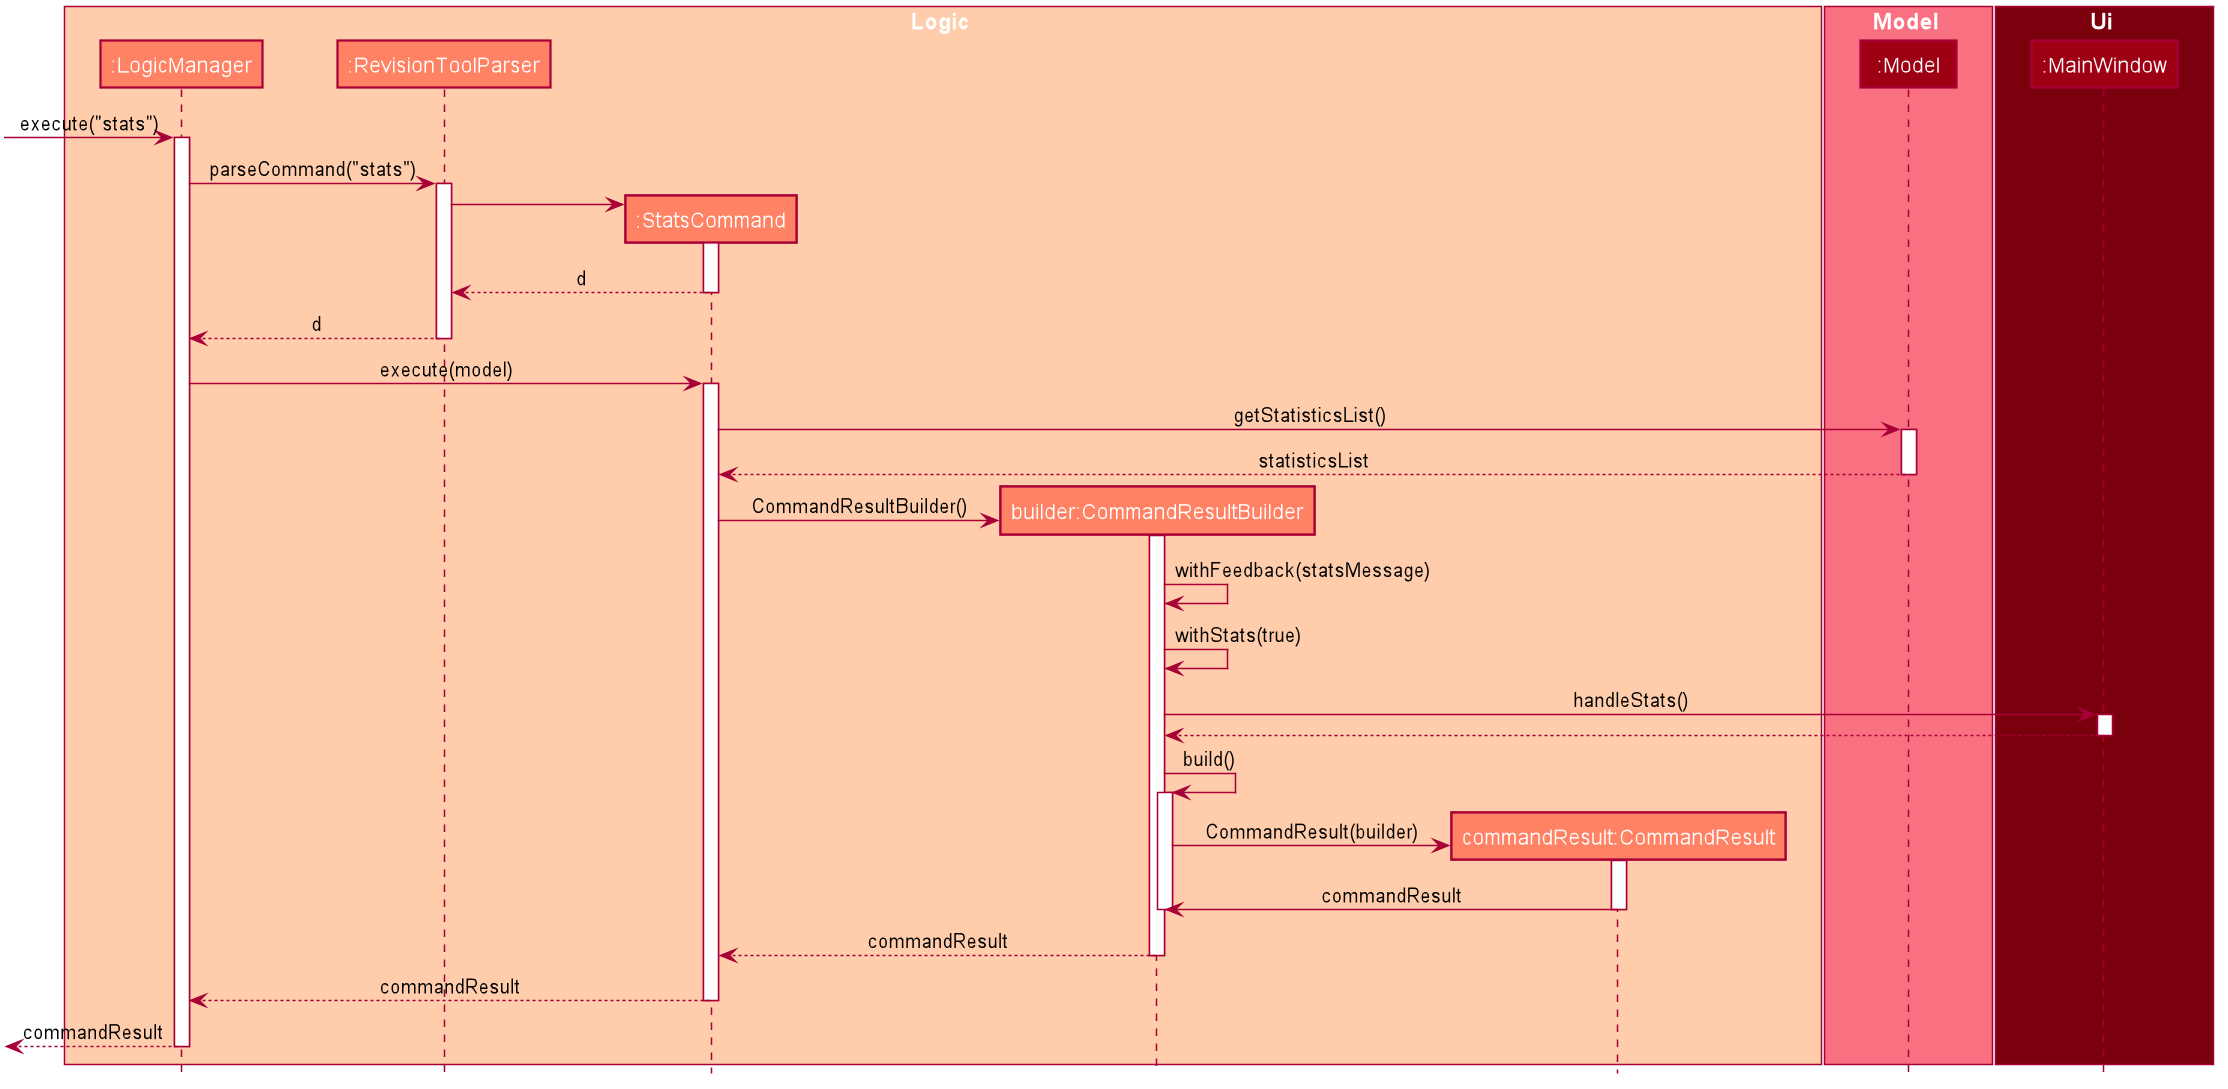 Logic
Model
Ui
:LogicManager
:RevisionToolParser
:Model
:MainWindow
execute("stats")
parseCommand("stats")
:StatsCommand
d
d
execute(model)
getStatisticsList()
statisticsList
CommandResultBuilder()
builder:CommandResultBuilder
withFeedback(statsMessage)
withStats(true)
handleStats()
build()
CommandResult(builder)
commandResult:CommandResult
commandResult
commandResult
commandResult
commandResult